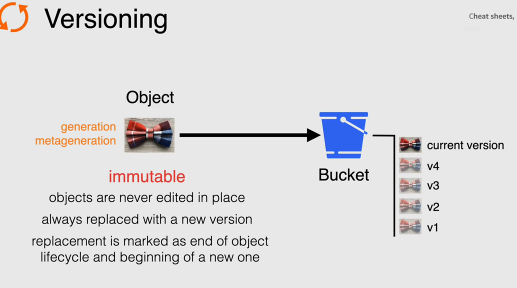 Versioning
Cheat sheets,
Object
generation
metageneration
immutable
objects are never edited in place
always replaced with a new version
replacement is marked as end of object
lifecycle and beginning of a new one
Bucket
current version
v4
v3
v2
v1